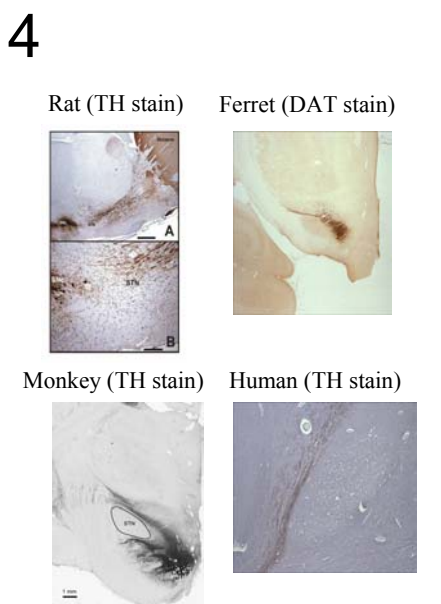 4
Rat (TH stain) Ferret (DAT stain)
A
STN
B
Monkey (TH stain) Human (TH stain)
STN
1 mm